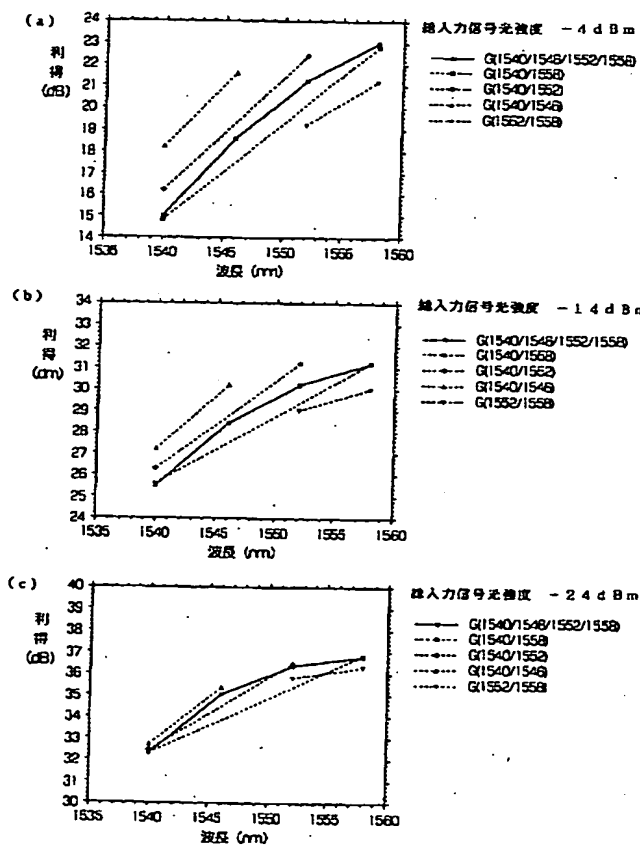 (a)
総入力信号光強度 -4dBm
利
得
(dB)
24
23
22
21
20
19
18
17
16
15
14
1535 1540 1545 1550 1555 1560
波長 (nm)
G(1540/1546/1552/1558)
G(1540/1558)
G(1540/1552)
G(1540/1546)
G(1552/1558)
(b)
総入力信号光強度 -14dBm
利
得
(dm)
34
33
32
31
30
29
28
27
26
25
24
1535 1540 1545 1550 1555 1560
波長 (nm)
G(1540/1546/1552/1558)
G(1540/1558)
G(1540/1552)
G(1540/1546)
G(1552/1558)
(c)
総入力信号光強度 -24dBm
利
得
(dB)
40
39
38
37
36
35
34
33
32
31
30
1535 1540 1545 1550 1555 1560
波長 (nm)
G(1540/1546/1552/1558)
G(1540/1558)
G(1540/1552)
G(1540/1546)
G(1552/1558)